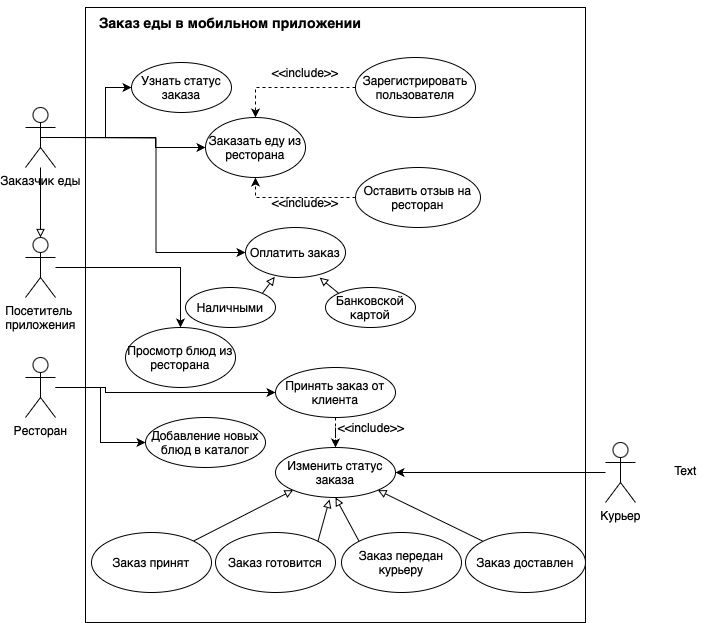 Заказ еды в мобильном приложении
Узнать статус
заказа
<<include>>
Зарегистрировать
пользователя
Заказать еду из
ресторана
Заказчик еды
<<include>>
Оставить отзыв на
ресторан
Оплатить заказ
Посетитель
приложения
Наличными
Банковской
картой
Просмотр блюд из
ресторана
Принять заказ от
клиента
Ресторан
<<include>>
Добавление новых
блюд в каталог
Изменить статус
заказа
Text
Курьер
Заказ принят
Заказ готовится
Заказ передан
курьеру
Заказ доставлен